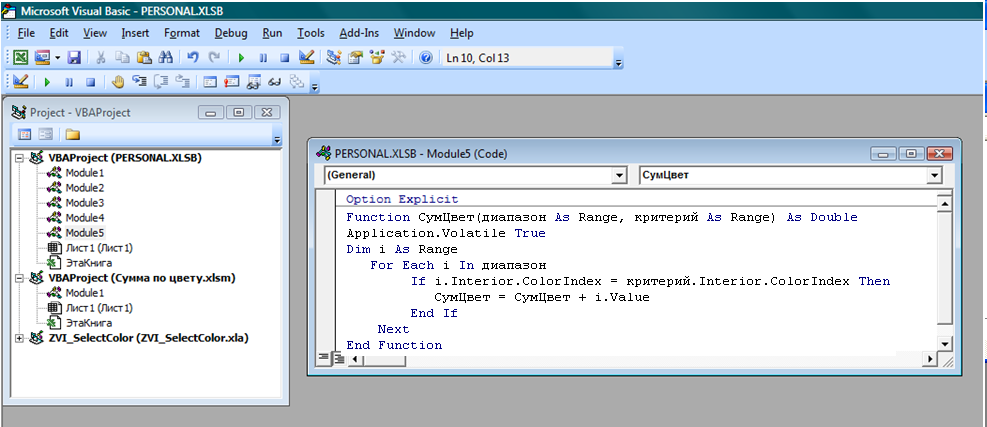 Microsoft Visual Basic - PERSONAL.XLSB
File Edit View Insert Format Debug Run Tools Add-Ins Window Help
Ln 10, Col 13
Project - VBAProject
VBAProject (PERSONAL.XLSB)
Module1
Module2
Module3
Module4
Module5
Лист1 (Лист1)
ЭтаКнига
VBAProject (Сумма по цвету.xlsm)
Module1
Лист1 (Лист1)
ЭтаКнига
ZVI_SelectColor (ZVI_SelectColor.xla)
PERSONAL.XLSB - Module5 (Code)
(General) СумЦвет
Option Explicit
Function СумЦвет(диапазон As Range, критерий As Range) As Double
Application.Volatile True
Dim i As Range
For Each i In диапазон
If i.Interior.ColorIndex = критерий.Interior.ColorIndex Then
СумЦвет = СумЦвет + i.Value
End If
Next
End Function